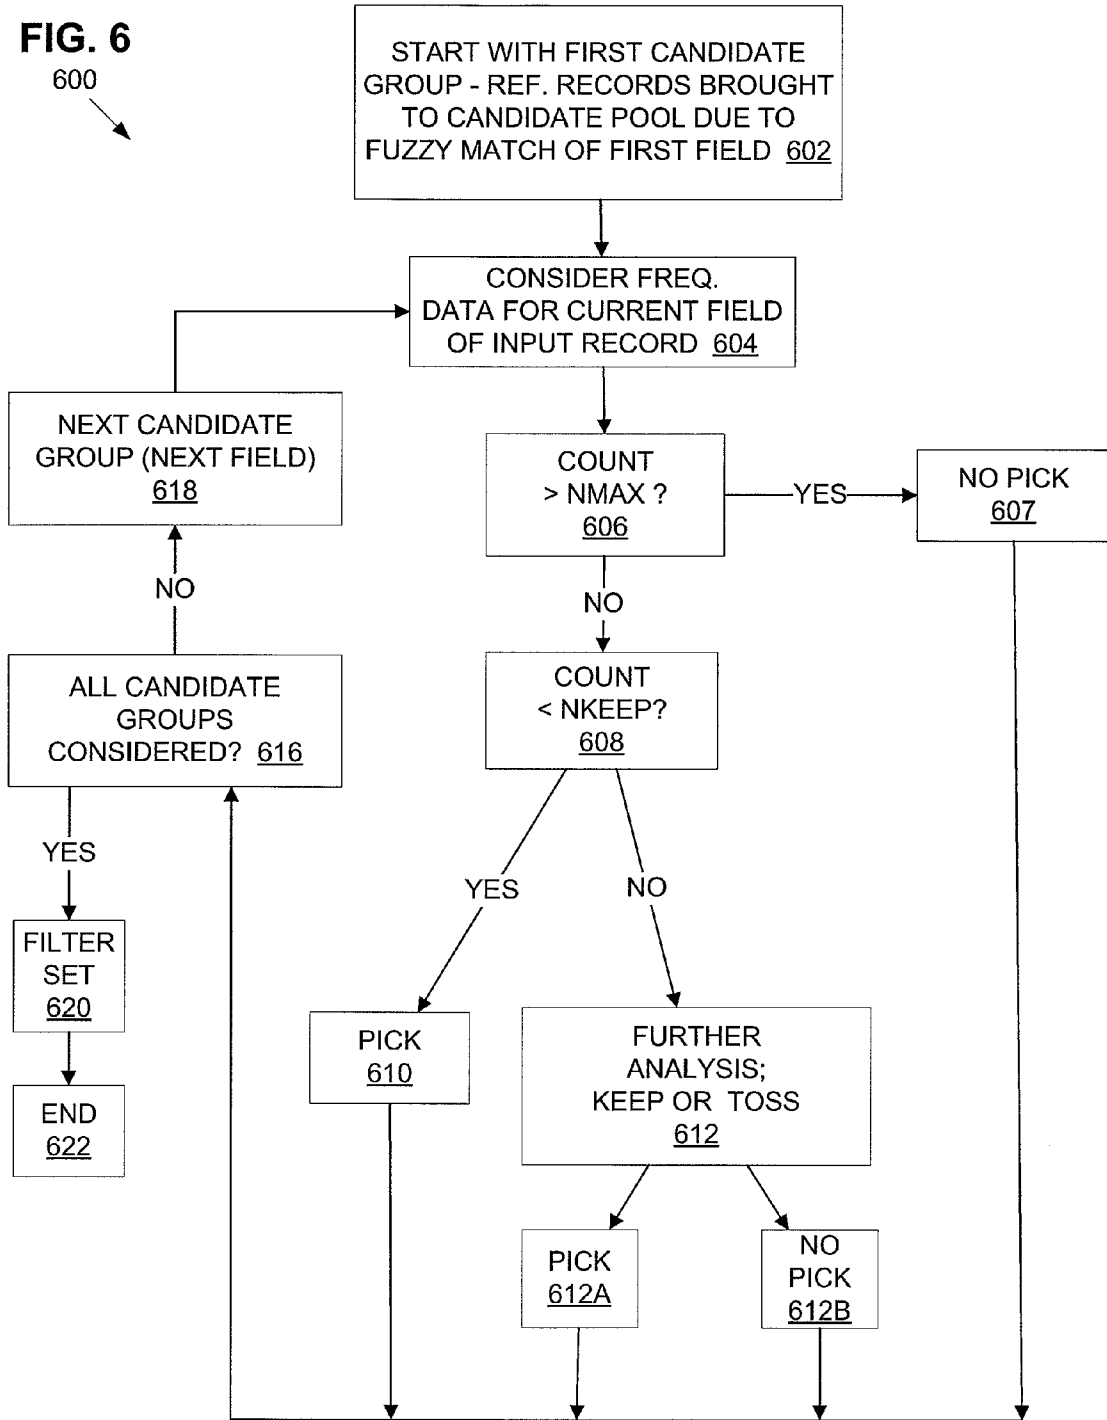 FIG. 6
600
START WITH FIRST CANDIDATE
GROUP - REF. RECORDS BROUGHT
TO CANDIDATE POOL DUE TO
FUZZY MATCH OF FIRST FIELD 602
CONSIDER FREQ.
DATA FOR CURRENT FIELD
OF INPUT RECORD 604
NEXT CANDIDATE
GROUP (NEXT FIELD)
618
COUNT
> NMAX ?
606
YES
NO PICK
607
NO
NO
ALL CANDIDATE
GROUPS
CONSIDERED? 616
COUNT
< NKEEP?
608
YES
YES
NO
FILTER
SET
620
PICK
610
FURTHER
ANALYSIS;
KEEP OR TOSS
612
END
622
PICK
612A
NO
PICK
612B